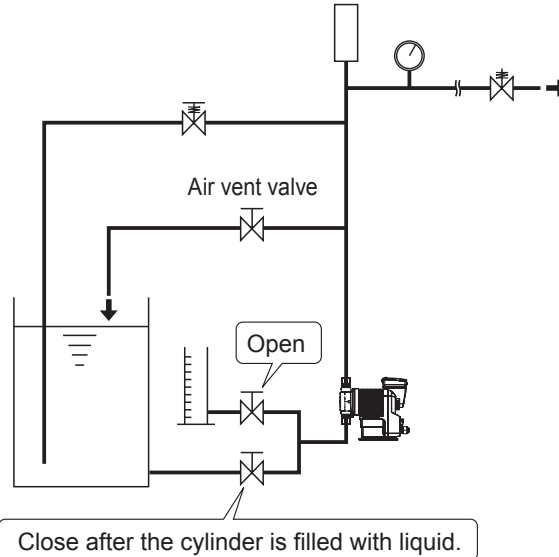 Air vent valve
Open
Close after the cylinder is filled with liquid.